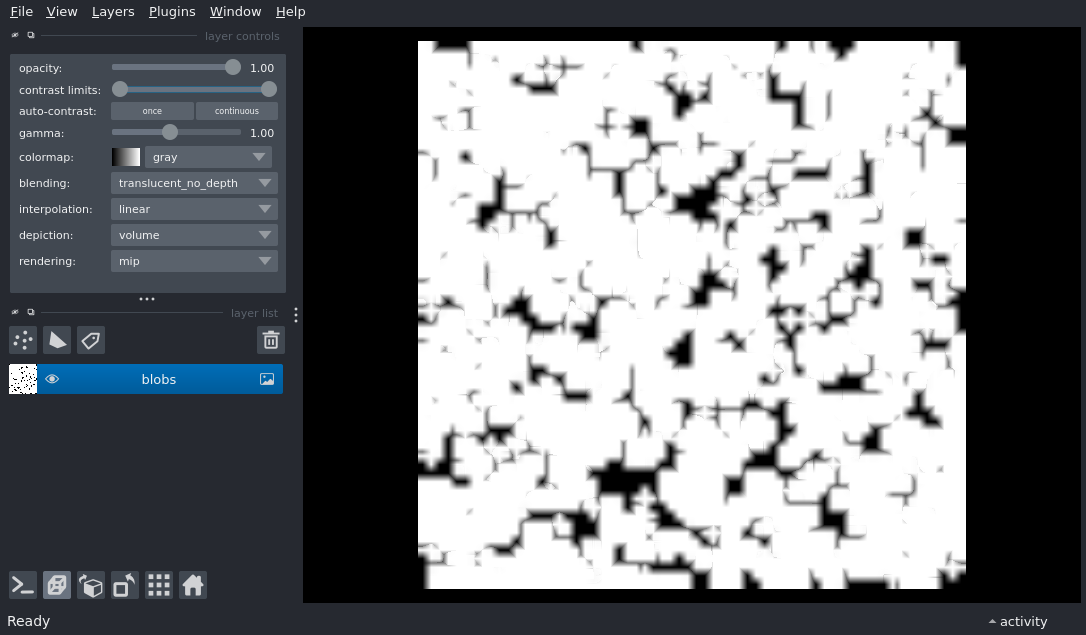 File View Layers Plugins Window Help
layer controls
opacity: 1.00
contrast limits:
auto-contrast: once continuous
gamma: 1.00
colormap: gray
blending: translucent_no_depth
interpolation: linear
depiction: volume
rendering: mip
layer list
blobs
Ready
activity